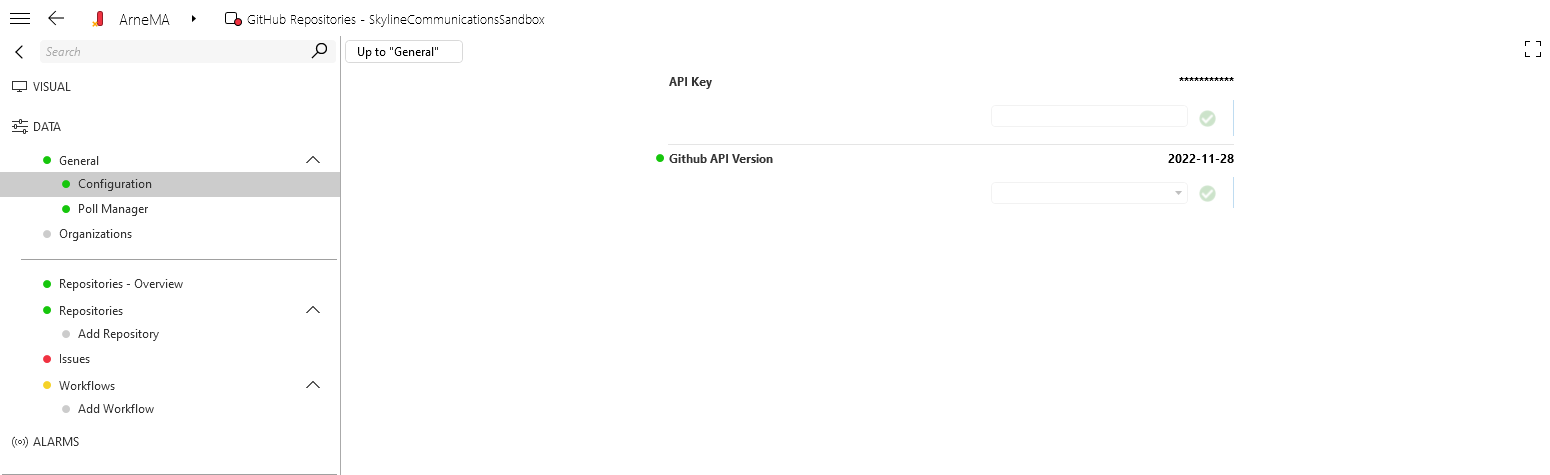 ArneMA
GitHub Repositories - SkylineCommunicationsSandbox
Search
VISUAL
DATA
General
Configuration
Poll Manager
Organizations
Repositories - Overview
Repositories
Add Repository
Issues
Workflows
Add Workflow
ALARMS
Up to "General"
API Key ***********
Github API Version 2022-11-28